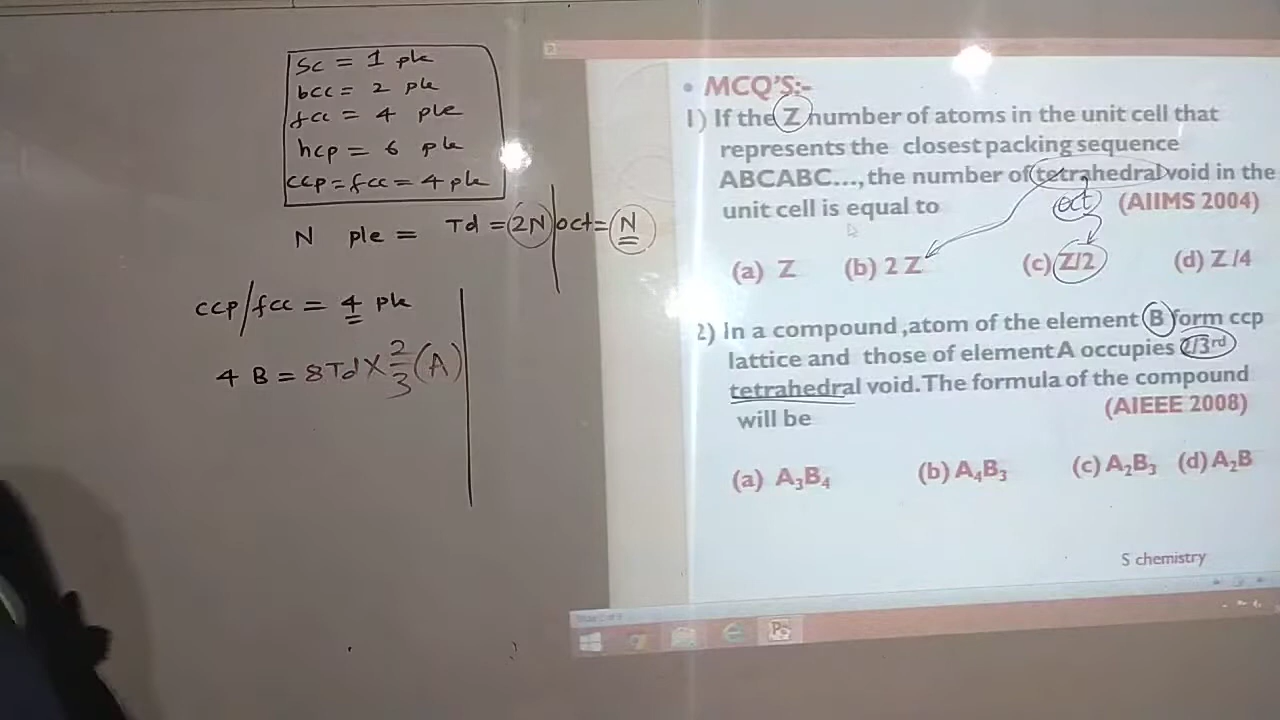 Sc = 1 ple
bcc = 2 ple
fcc = 4 ple
hcp = 6 ple
ccp = fcc = 4 ple
N ple = Td = 2N | oct = N
ccp/fcc = 4 ple
4 B = 8Td × 2/3 (A)
• MCQ'S:-
1) If the Z number of atoms in the unit cell that
represents the closest packing sequence
ABCABC..., the number of tetrahedral void in the
unit cell is equal to
oct
(AIIMS 2004)
(a) Z (b) 2 Z (c) Z/2 (d) Z /4
2) In a compound ,atom of the element B form ccp
lattice and those of element A occupies 2/3rd
tetrahedral void. The formula of the compound
will be
(AIEEE 2008)
(a) A₃B₄ (b) A₄B₃ (c) A₂B₃ (d) A₂B
S chemistry